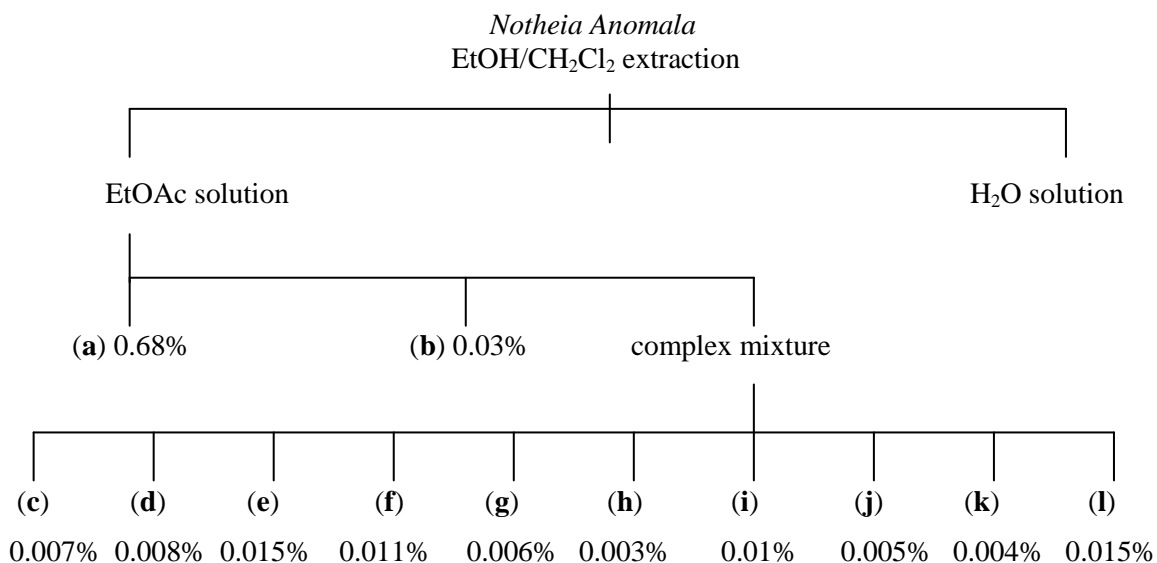 Notheia Anomala
EtOH/CH₂Cl₂ extraction
EtOAc solution H₂O solution
(a) 0.68% (b) 0.03% complex mixture
(c) (d) (e) (f) (g) (h) (i) (j) (k) (l)
0.007% 0.008% 0.015% 0.011% 0.006% 0.003% 0.01% 0.005% 0.004% 0.015%